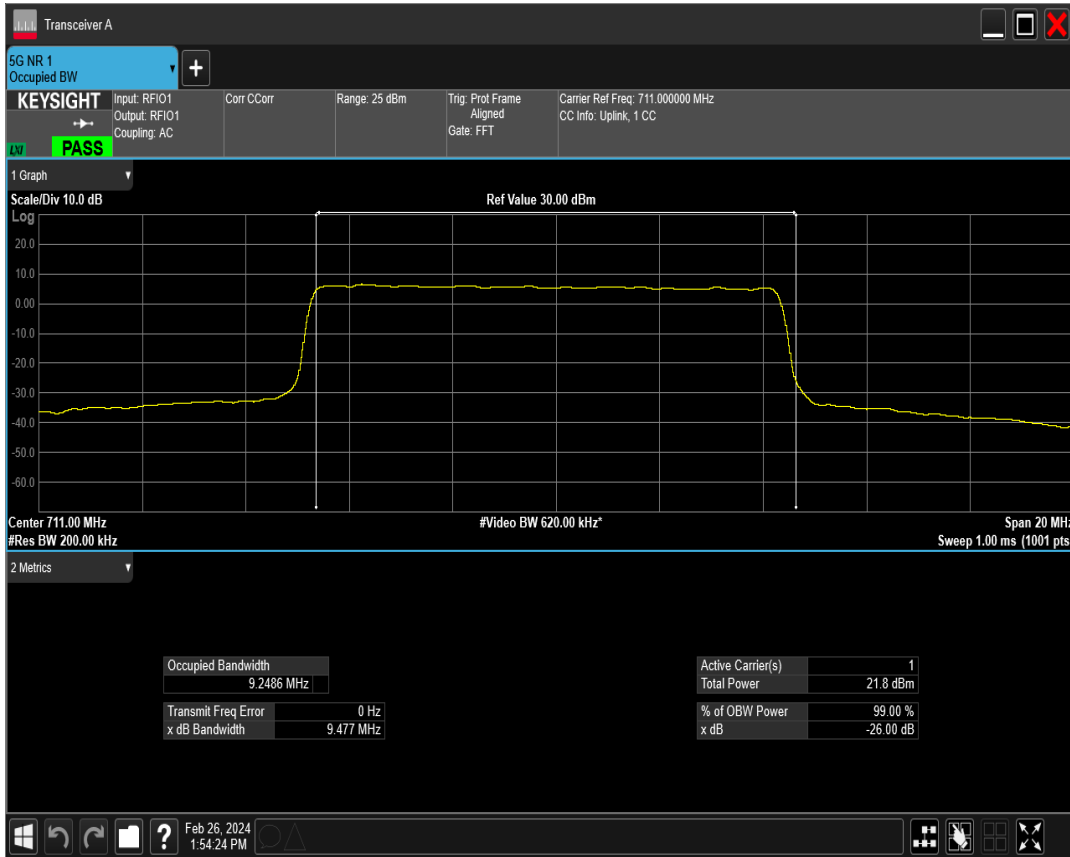 Transceiver A
5G NR 1
Occupied BW
KEYSIGHT
LXI
PASS
Input: RFIO1
Output: RFIO1
Coupling: AC
Corr CCorr
Range: 25 dBm
Trig: Prot Frame
Aligned
Gate: FFT
Carrier Ref Freq: 711.000000 MHz
CC Info: Uplink, 1 CC
1 Graph
Scale/Div 10.0 dB
Ref Value 30.00 dBm
Log
20.0
10.0
0.00
-10.0
-20.0
-30.0
-40.0
-50.0
-60.0
Center 711.00 MHz
#Video BW 620.00 kHz*
Span 20 MHz
#Res BW 200.00 kHz
Sweep 1.00 ms (1001 pts
2 Metrics
Occupied Bandwidth
9.2486 MHz
Transmit Freq Error 0 Hz
x dB Bandwidth 9.477 MHz
Active Carrier(s) 1
Total Power 21.8 dBm
% of OBW Power 99.00 %
x dB -26.00 dB
?
Feb 26, 2024
1:54:24 PM